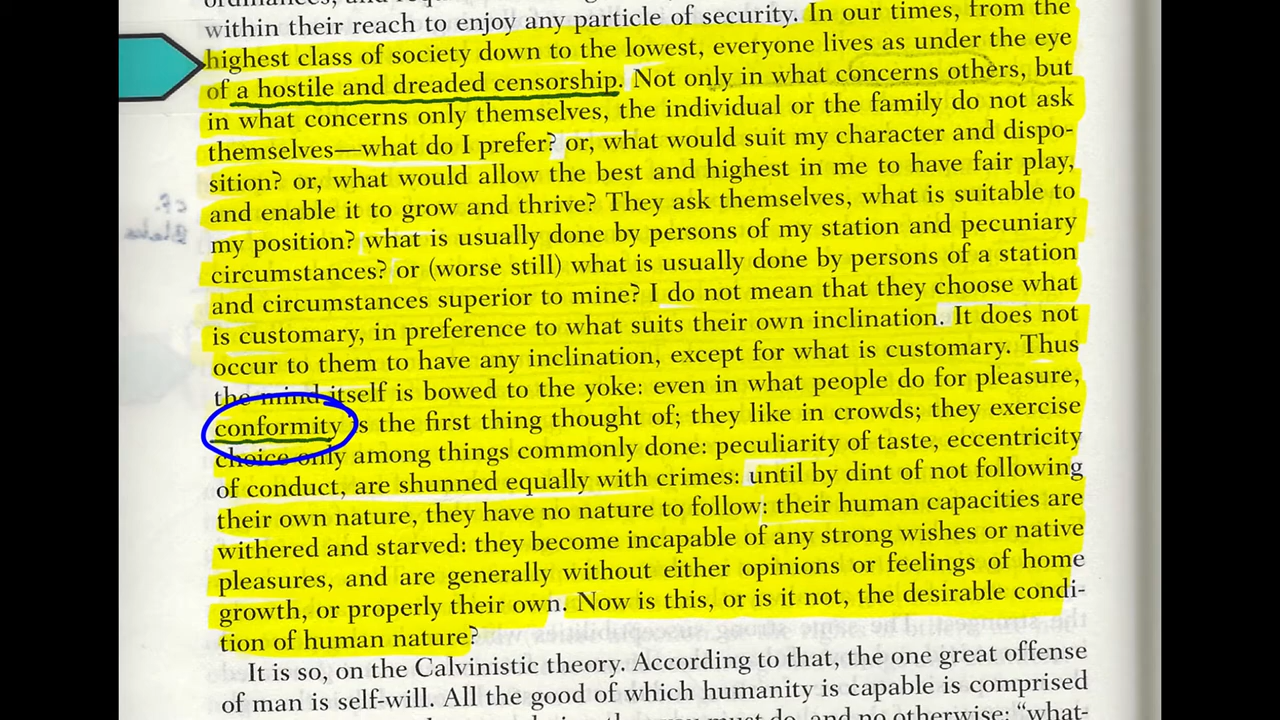 within their reach to enjoy any particle of security. In our times, from the
highest class of society down to the lowest, everyone lives as under the eye
of a hostile and dreaded censorship. Not only in what concerns others, but
in what concerns only themselves, the individual or the family do not ask
themselves—what do I prefer? or, what would suit my character and dispo-
sition? or, what would allow the best and highest in me to have fair play,
and enable it to grow and thrive? They ask themselves, what is suitable to
my position? what is usually done by persons of my station and pecuniary
circumstances? or (worse still) what is usually done by persons of a station
and circumstances superior to mine? I do not mean that they choose what
is customary, in preference to what suits their own inclination. It does not
occur to them to have any inclination, except for what is customary. Thus
the mind itself is bowed to the yoke: even in what people do for pleasure,
conformity is the first thing thought of; they like in crowds; they exercise
choice only among things commonly done: peculiarity of taste, eccentricity
of conduct, are shunned equally with crimes: until by dint of not following
their own nature, they have no nature to follow: their human capacities are
withered and starved: they become incapable of any strong wishes or native
pleasures, and are generally without either opinions or feelings of home
growth, or properly their own. Now is this, or is it not, the desirable condi-
tion of human nature?
It is so, on the Calvinistic theory. According to that, the one great offense
of man is self-will. All the good of which humanity is capable is comprised
do, and no otherwise: "what-